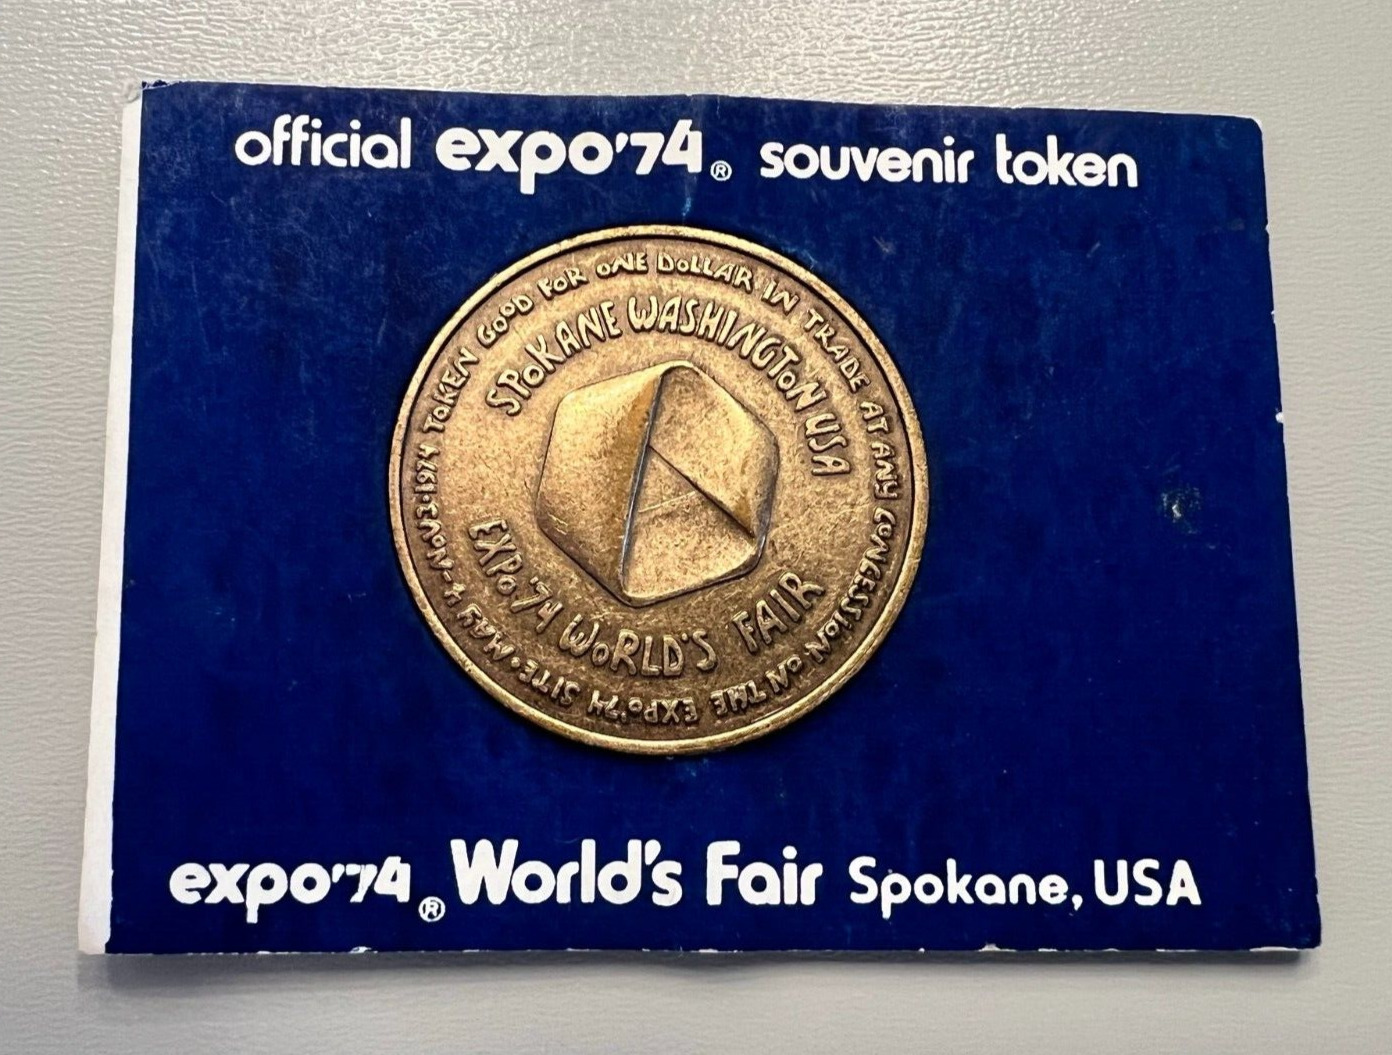 official expo'74® souvenir token
TOKEN GOOD FOR ONE DOLLAR IN TRADE AT ANY CONCESSION ON THE EXPO'74 SITE•MAY 4-NOV.3•1974
SPOKANE WASHINGTON USA
EXPO '74 WORLD'S FAIR
expo'74® World's Fair Spokane, USA